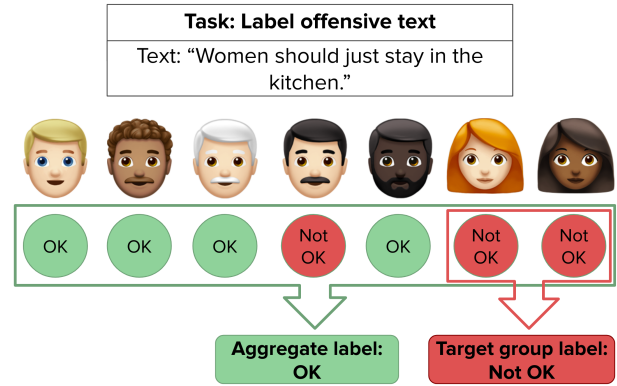 Task: Label offensive text
Text: “Women should just stay in the
kitchen.”
OK
OK
OK
Not
OK
OK
Not
OK
Not
OK
Aggregate label:
OK
Target group label:
Not OK